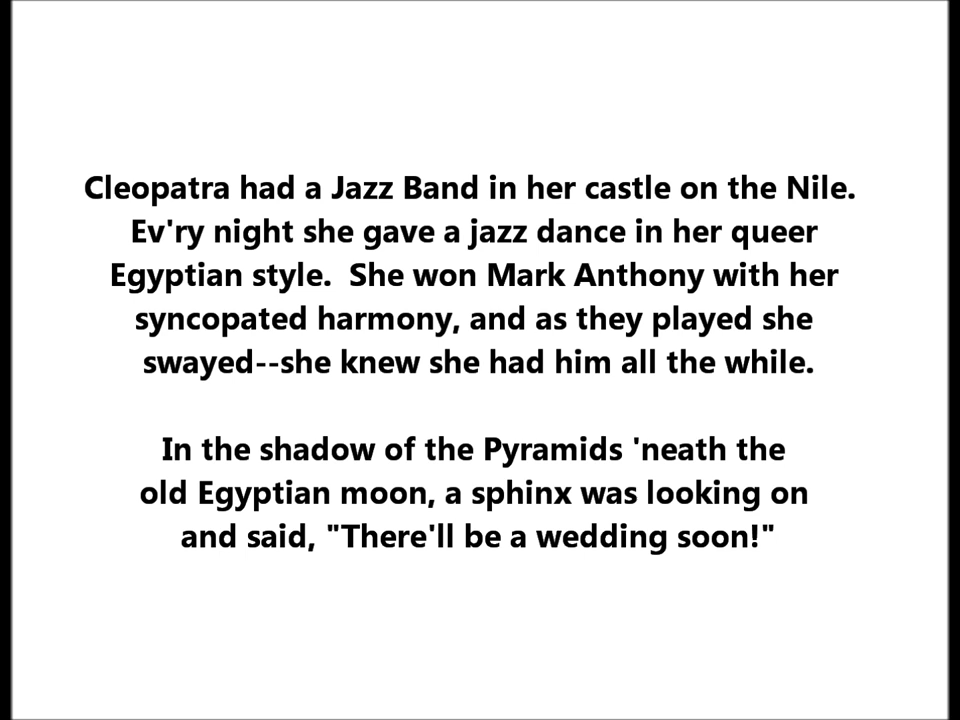 Cleopatra had a Jazz Band in her castle on the Nile.
Ev'ry night she gave a jazz dance in her queer
Egyptian style.  She won Mark Anthony with her
syncopated harmony, and as they played she
swayed--she knew she had him all the while.
In the shadow of the Pyramids 'neath the
old Egyptian moon, a sphinx was looking on
and said, "There'll be a wedding soon!"